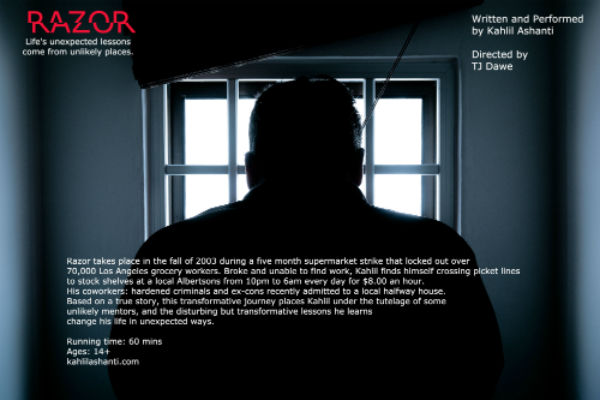 RAZOR
Life's unexpected lessons
come from unlikely places.
Written and Performed
by Kahlil Ashanti
Directed by
TJ Dawe
Razor takes place in the fall of 2003 during a five month supermarket strike that locked out over
70,000 Los Angeles grocery workers. Broke and unable to find work, Kahlil finds himself crossing picket lines
to stock shelves at a local Albertsons from 10pm to 6am every day for $8.00 an hour.
His coworkers: hardened criminals and ex-cons recently admitted to a local halfway house.
Based on a true story, this transformative journey places Kahlil under the tutelage of some
unlikely mentors, and the disturbing but transformative lessons he learns
change his life in unexpected ways.
Running time: 60 mins
Ages: 14+
kahlilashanti.com